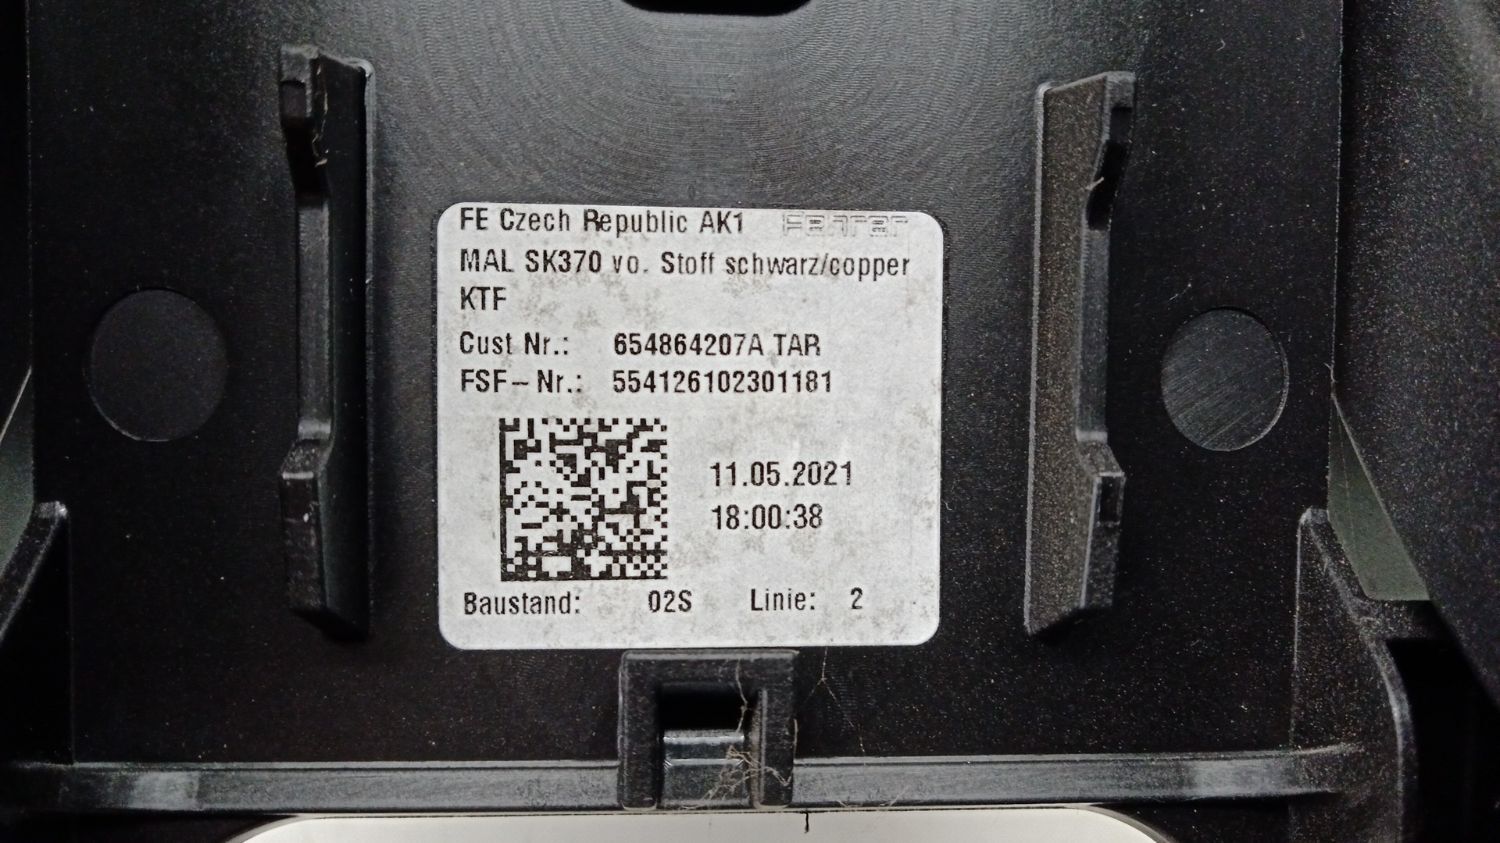 FE Czech Republic AK1 Fehrer
MAL SK370 vo. Stoff schwarz/copper
KTF
Cust Nr.: 654864207A TAR
FSF-Nr.: 554126102301181
11.05.2021
18:00:38
Baustand: 02S Linie: 2